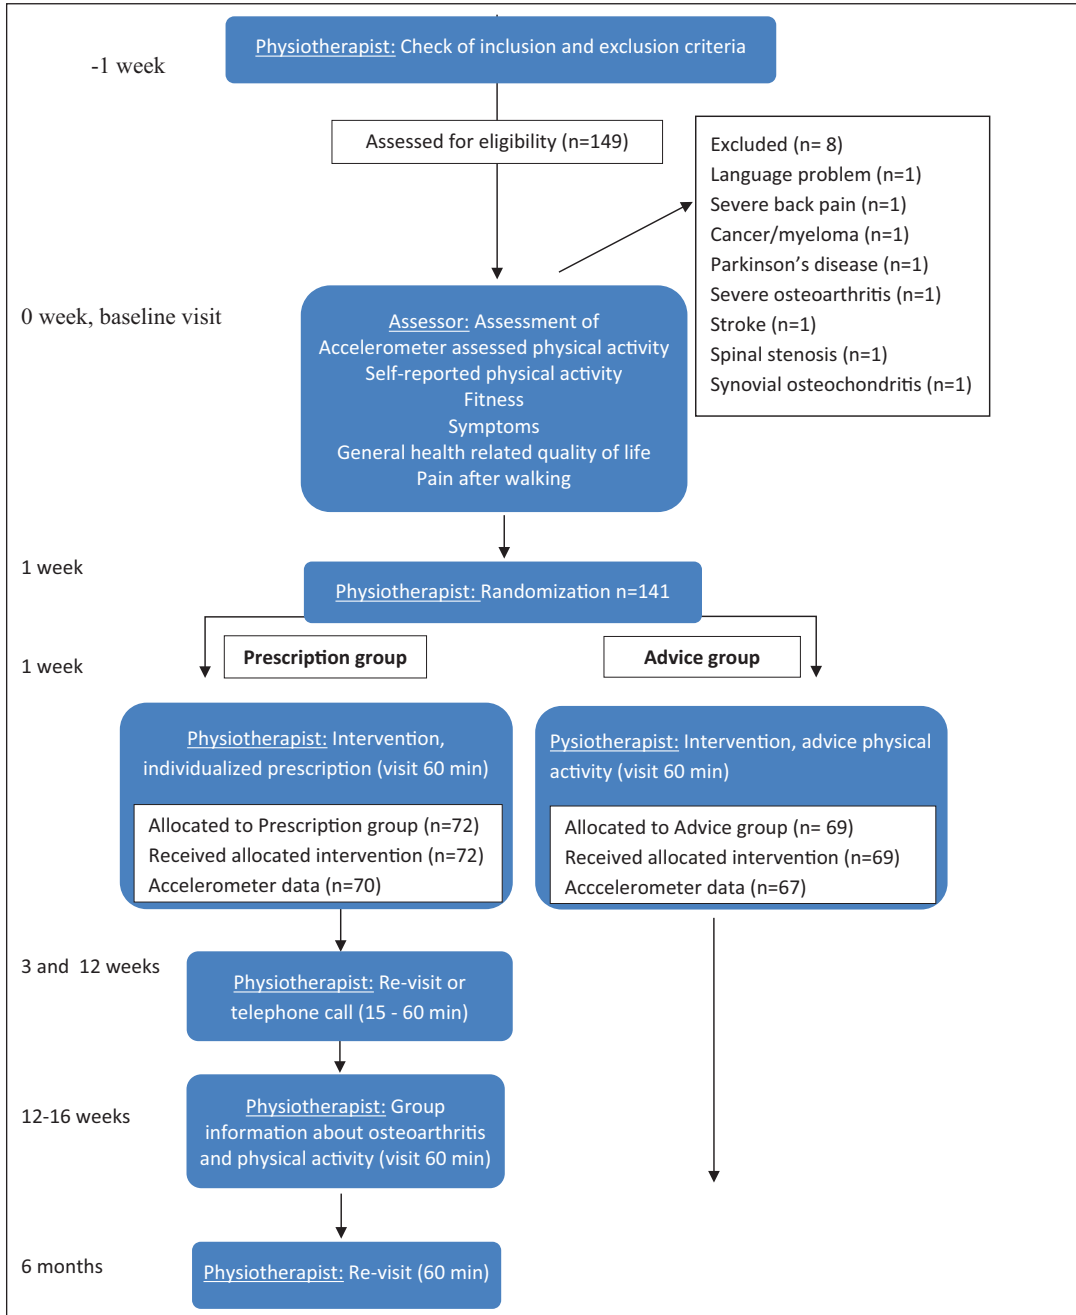 Physiotherapist: Check of inclusion and exclusion criteria
-1 week
Assessed for eligibility (n=149)
Excluded (n= 8)
Language problem (n=1)
Severe back pain (n=1)
Cancer/myeloma (n=1)
Parkinson’s disease (n=1)
Severe osteoarthritis (n=1)
Stroke (n=1)
Spinal stenosis (n=1)
Synovial osteochondritis (n=1)
0 week, baseline visit
Assessor: Assessment of
Accelerometer assessed physical activity
Self-reported physical activity
Fitness
Symptoms
General health related quality of life
Pain after walking
1 week
Physiotherapist: Randomization n=141
1 week
Prescription group
Advice group
Physiotherapist: Intervention,
individualized prescription (visit 60 min)
Allocated to Prescription group (n=72)
Received allocated intervention (n=72)
Accelerometer data (n=70)
Pysiotherapist: Intervention, advice physical
activity (visit 60 min)
Allocated to Advice group (n= 69)
Received allocated intervention (n=69)
Acccelerometer data (n=67)
3 and  12 weeks
Physiotherapist: Re-visit or
telephone call (15 - 60 min)
12-16 weeks
Physiotherapist: Group
information about osteoarthritis
and physical activity (visit 60 min)
6 months
Physiotherapist: Re-visit (60 min)